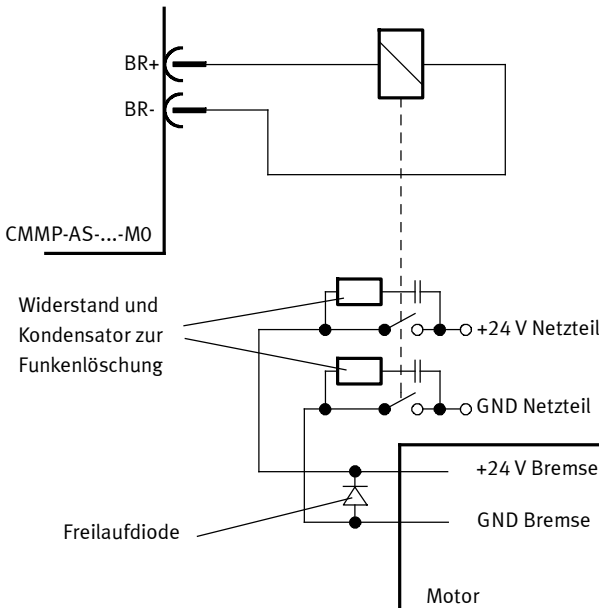 BR+
BR-
CMMP-AS-...-M0
Widerstand und
Kondensator zur
Funkenlöschung
+24 V Netzteil
GND Netzteil
+24 V Bremse
GND Bremse
Freilaufdiode
Motor